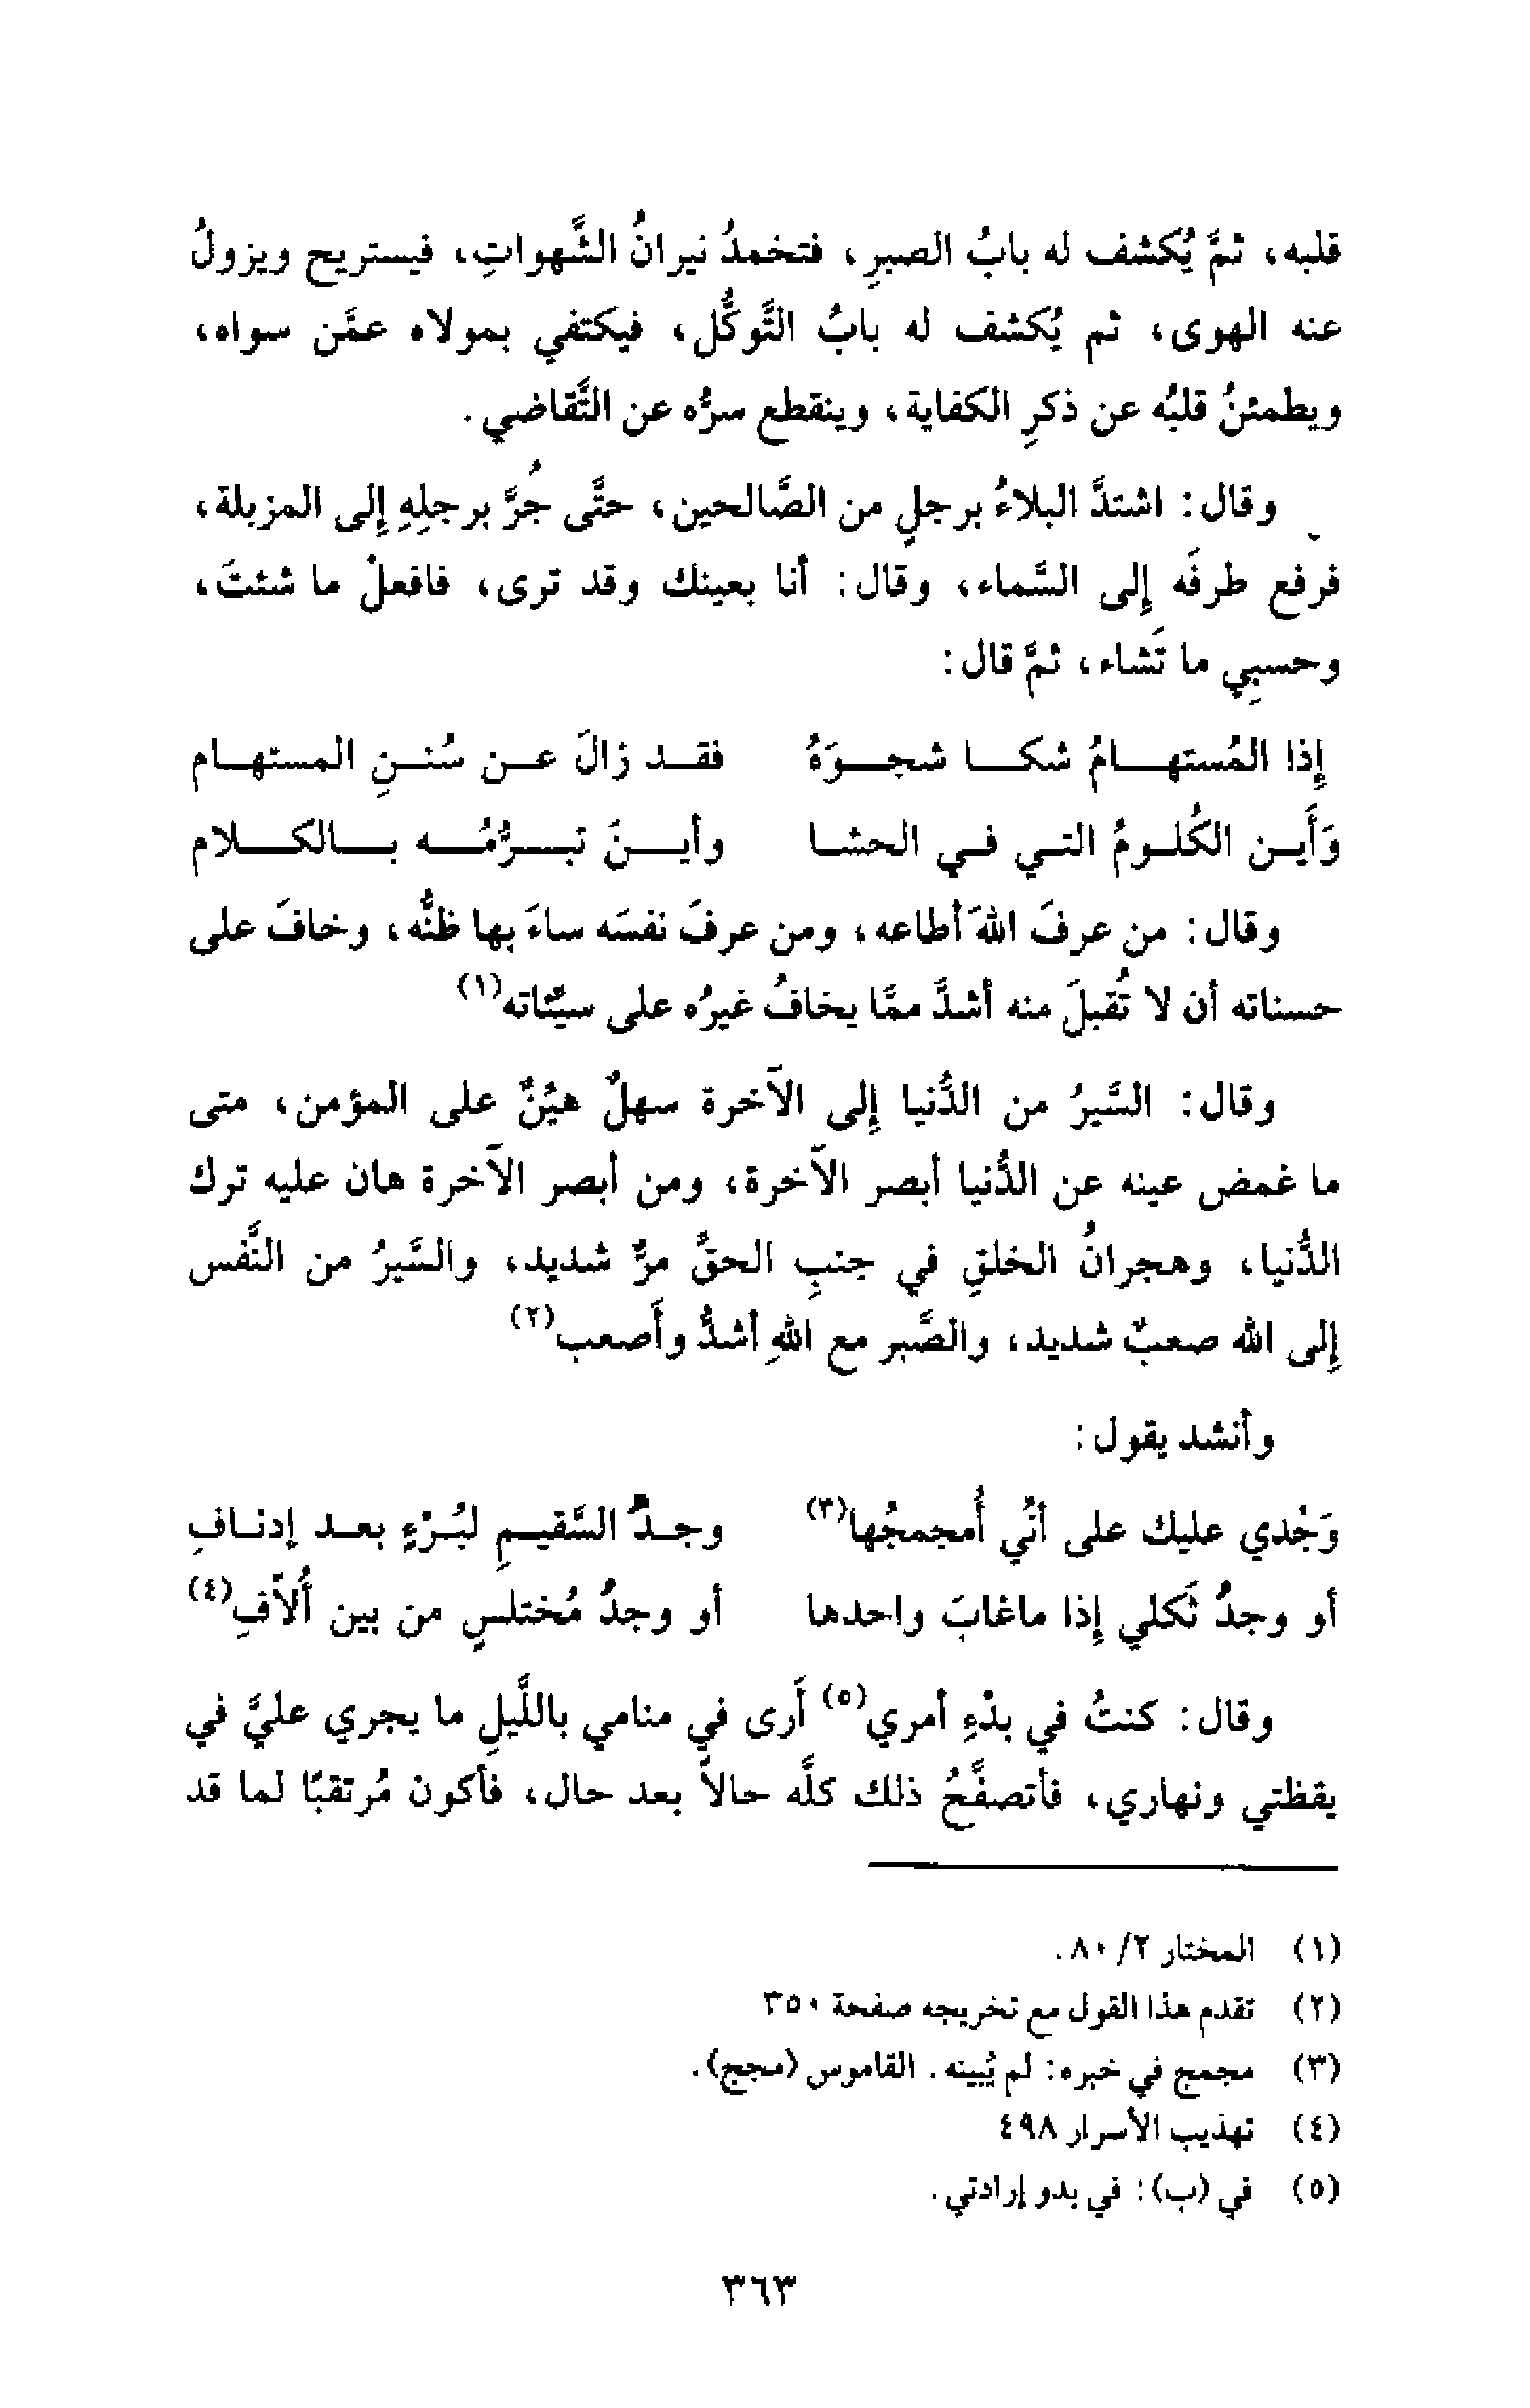 قلبه، ثمَّ يُكشف له بابُ الصبرِ، فتخمدُ نيرانُ الشَّهواتِ، فيستريح ويزولُ
عنه الهوى، ثم يُكشف له بابُ التَّوكُّل، فيكتفي بمولاه عمَّن سواه،
ويطمئنُ قلبُه عن ذكرِ الكفاية، وينقطع سرُّه عن التَّقاضي.
وقال: اشتدَّ البلاءُ برجلٍ من الصَّالحين، حتَّى جُرَّ برجلِهِ إلى المزبلة،
فرفع طرفَه إلى السَّماء، وقال: أنا بعينك وقد ترى، فافعلْ ما شئتَ،
وحسبِي ما تَشاء، ثمَّ قال:
إذا المُستهامُ شكا شجوَهُ فقد زالَ عن سُننِ المستهام
وَأَين الكُلومُ التي في الحشا وأينَ تبرُّمُه بالكلام
وقال: من عرفَ اللهَ أطاعه، ومن عرفَ نفسَه ساءَ بها ظنُّه، وخافَ على
حسناته أن لا تُقبلَ منه أشدَّ ممَّا يخافُ غيرُه على سيِّئاته(١)
وقال: السَّيرُ من الدُّنيا إلى الآخرة سهلٌ هيِّنٌ على المؤمن، متى
ما غمض عينه عن الدُّنيا أبصر الآخرة، ومن أبصر الآخرة هان عليه ترك
الدُّنيا، وهجرانُ الخلقِ في جنبِ الحقِّ مرٌّ شديد، والسَّيرُ من النَّفس
إلى الله صعبٌ شديد، والصَّبر مع اللهِ أشدُّ وأَصعب(٢)
وأنشد يقول:
وَجْدي عليك على أنِّي أُمجمجُها(٣) وجدُ السَّقيمِ لبُرْءٍ بعد إدنافِ
أو وجدُ ثَكلي إذا ماغابَ واحدها أو وجدُ مُختلسٍ من بين أُلآفِ(٤)
وقال: كنتُ في بدْءِ أمري(٥) أَرى في منامي باللَّيلِ ما يجري عليَّ في
يقظتي ونهاري، فأتصفَّحُ ذلك كلَّه حالاً بعد حال، فأكون مُرتقبًا لما قد
(١) المختار ٢/ ٨٠.
(٢) تقدم هذا القول مع تخريجه صفحة ٣٥٠
(٣) مجمج في خبره: لم يُبينه. القاموس (مجج).
(٤) تهذيب الأسرار ٤٩٨
(٥) في (ب): في بدو إرادتي.
٣٦٣